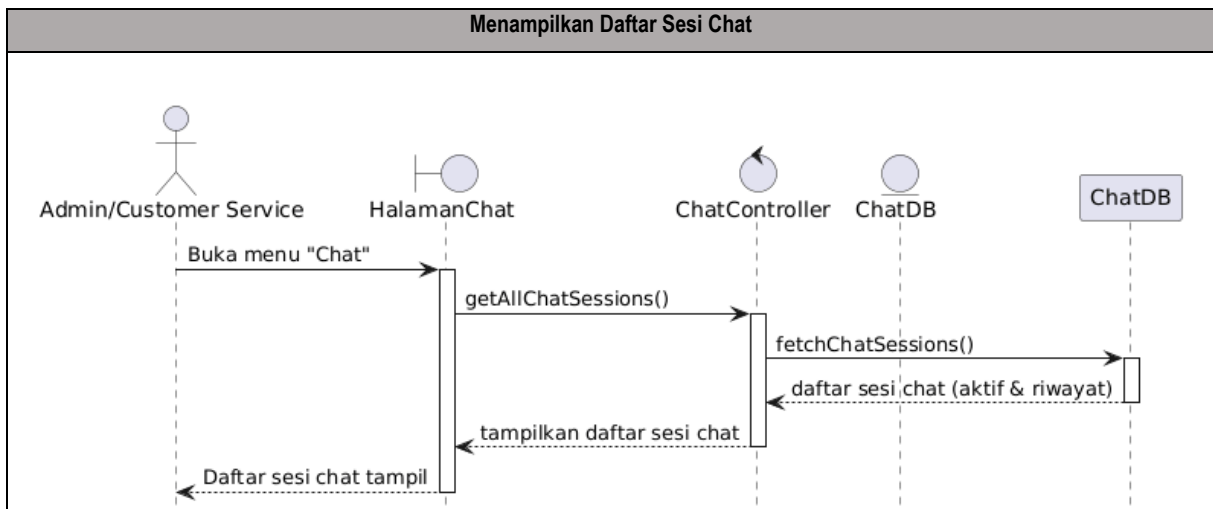 Menampilkan Daftar Sesi Chat
Admin/Customer Service
HalamanChat
ChatController
ChatDB
ChatDB
Buka menu "Chat"
getAllChatSessions()
fetchChatSessions()
daftar sesi chat (aktif & riwayat)
tampilkan daftar sesi chat
Daftar sesi chat tampil